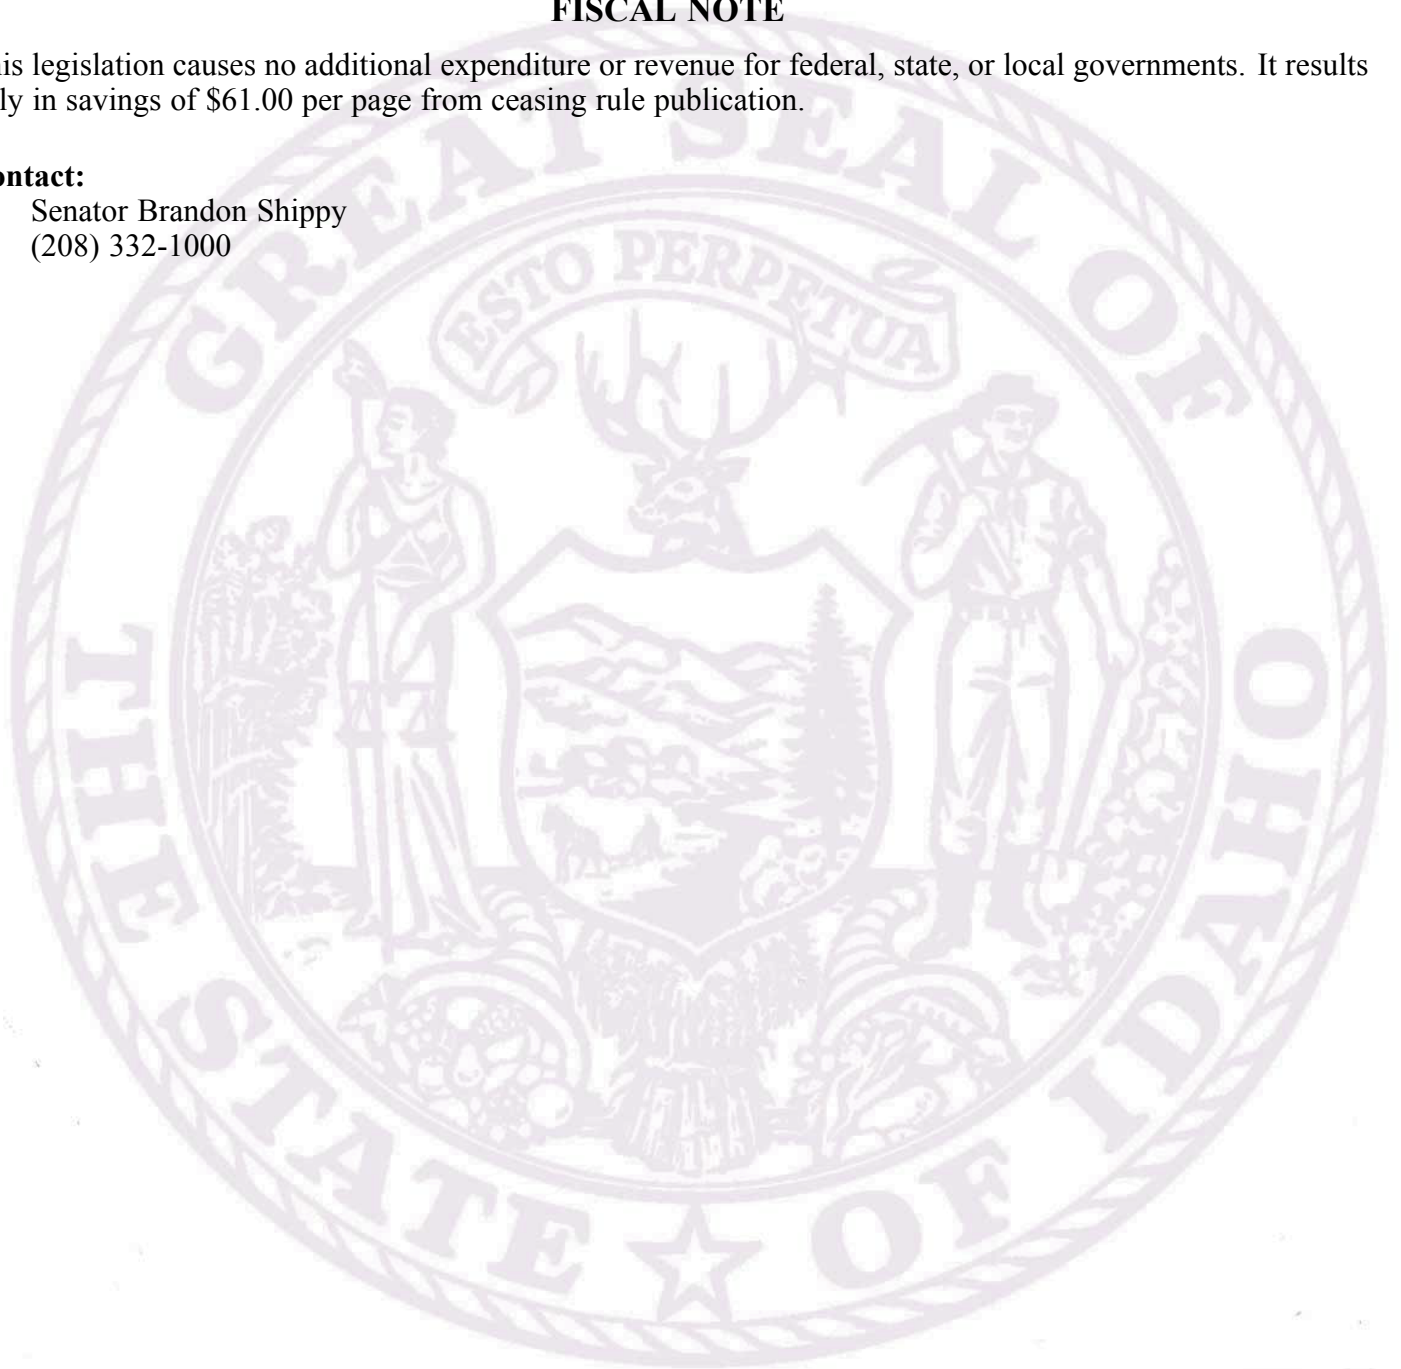 FISCAL NOTE
his legislation causes no additional expenditure or revenue for federal, state, or local governments. It results
ly in savings of $61.00 per page from ceasing rule publication.
ontact:
Senator Brandon Shippy
(208) 332-1000
GREAT SEAL OF
ESTO PERPETUA
THE STATE OF IDAHO